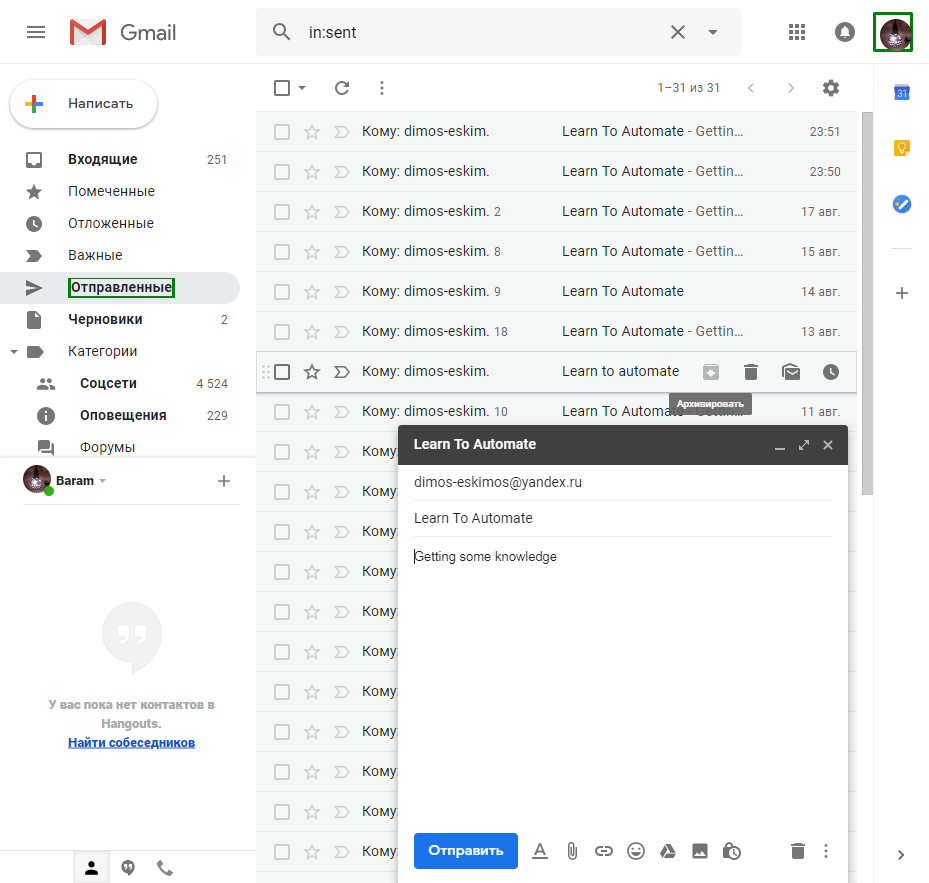 Gmail
in:sent
Написать
1–31 из 31
31
Входящие 251
Помеченные
Отложенные
Важные
Отправленные
Черновики 2
Категории
Соцсети 4 524
Оповещения 229
Форумы
Baram
У вас пока нет контактов в
Hangouts.
Найти собеседников
Кому: dimos-eskim. Learn To Automate - Gettin... 23:51
Кому: dimos-eskim. Learn To Automate - Gettin... 23:50
Кому: dimos-eskim. 2 Learn To Automate - Gettin... 17 авг.
Кому: dimos-eskim. 8 Learn To Automate - Gettin... 15 авг.
Кому: dimos-eskim. 9 Learn To Automate 14 авг.
Кому: dimos-eskim. 18 Learn To Automate - Gettin... 13 авг.
Кому: dimos-eskim. Learn to automate
Архивировать
Кому: dimos-eskim. 10 Learn To Automate - Gettin... 11 авг.
Кому:
Кому:
Кому:
Кому:
Кому:
Кому:
Кому:
Кому:
Кому:
Кому:
Кому:
Learn To Automate
dimos-eskimos@yandex.ru
Learn To Automate
Getting some knowledge
Отправить